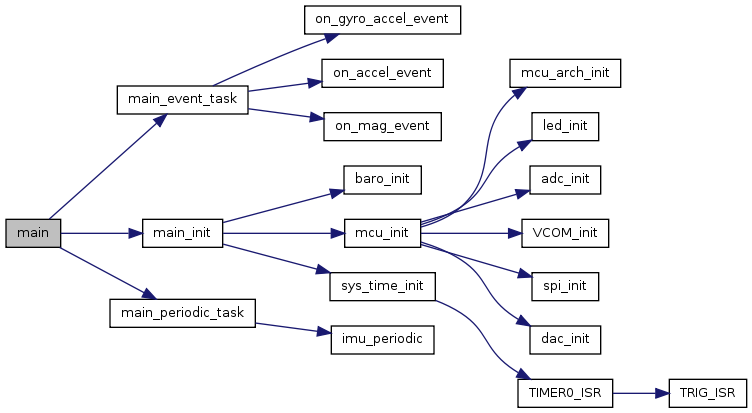 on_gyro_accel_event
mcu_arch_init
on_accel_event
main_event_task
led_init
on_mag_event
baro_init
adc_init
main
main_init
mcu_init
VCOM_init
sys_time_init
spi_init
main_periodic_task
imu_periodic
dac_init
TIMER0_ISR
TRIG_ISR